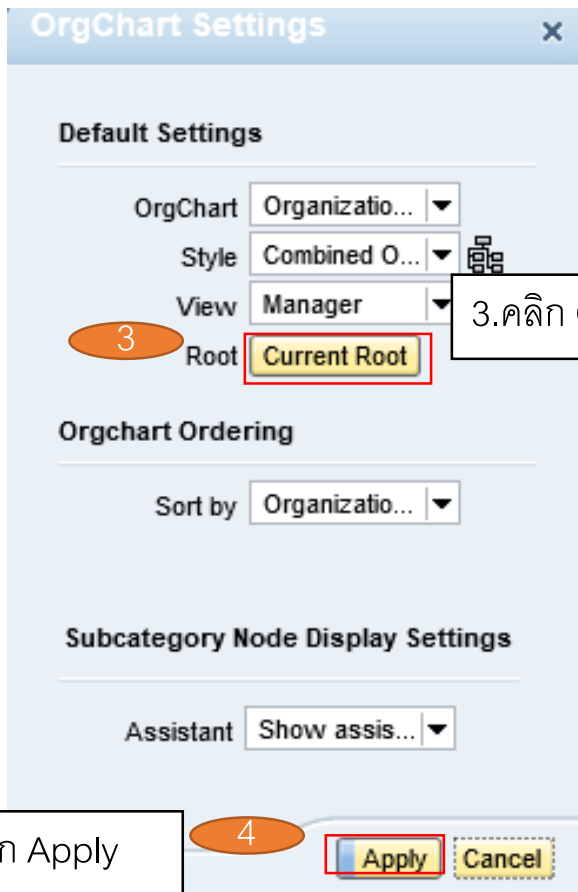 OrgChart Settings
Default Settings
OrgChart Organizatio...
Style Combined O...
View Manager
3.คลิก
3
Root Current Root
Orgchart Ordering
Sort by Organizatio...
Subcategory Node Display Settings
Assistant Show assis...
Apply
4
Apply Cancel